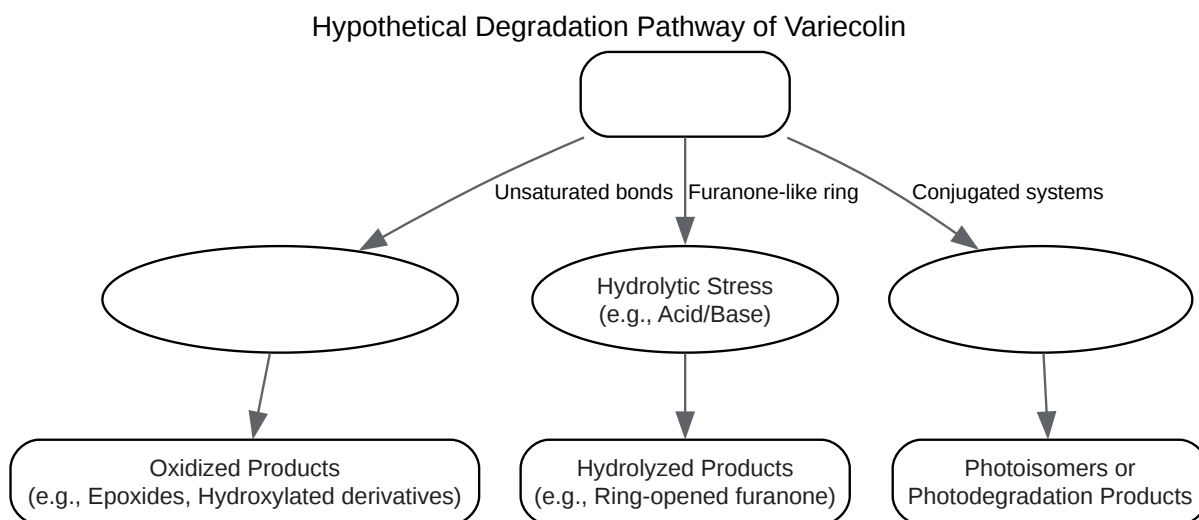 Hypothetical Degradation Pathway of Variecolin
Unsaturated bonds
Furanone-like ring
Conjugated systems
Hydrolytic Stress
(e.g., Acid/Base)
Oxidized Products
(e.g., Epoxides, Hydroxylated derivatives)
Hydrolyzed Products
(e.g., Ring-opened furanone)
Photoisomers or
Photodegradation Products